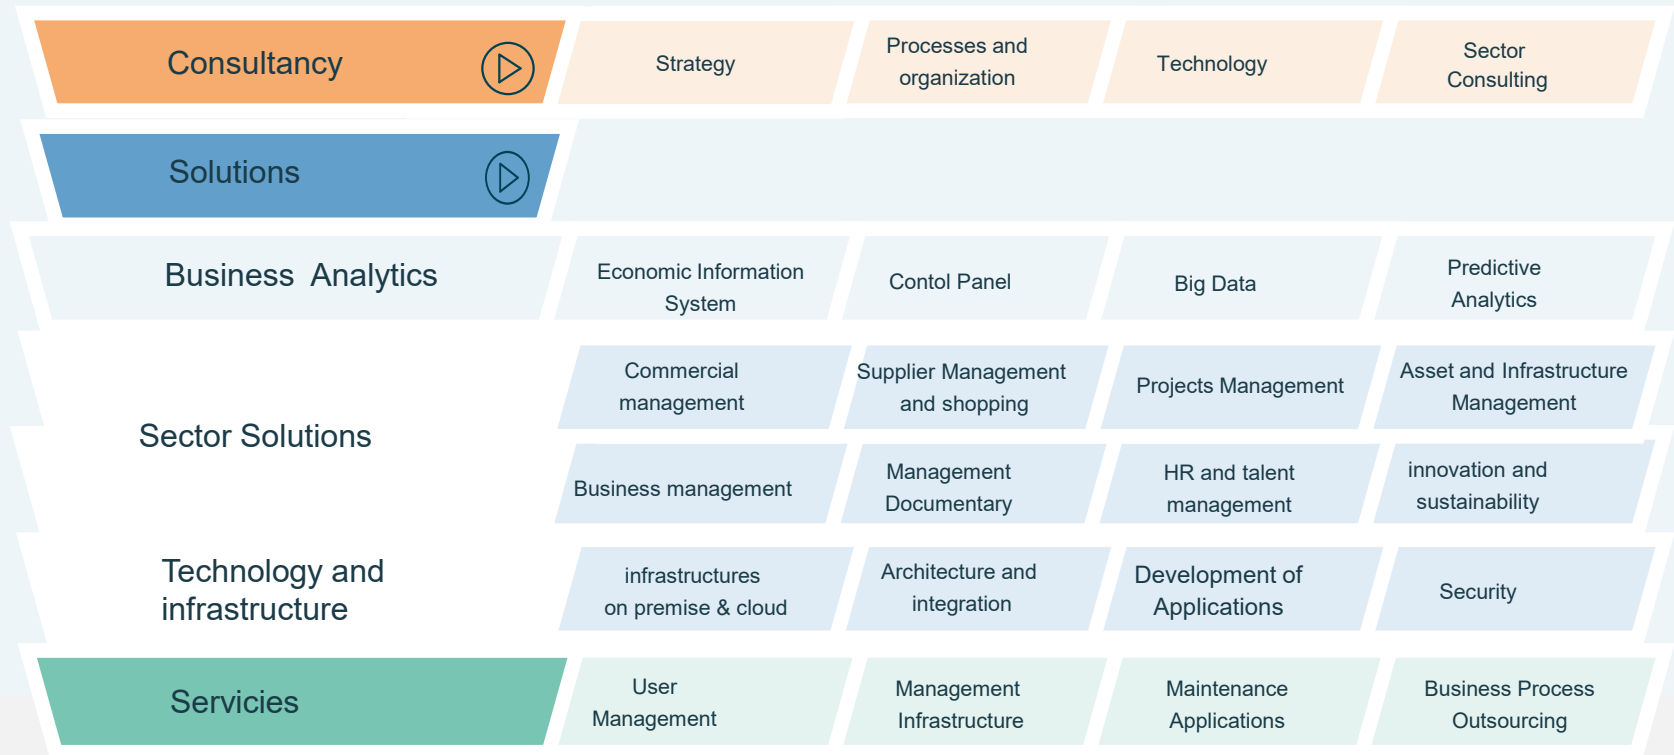 Consultancy
Strategy
Processes and
organization
Technology
Sector
Consulting
Solutions
Business Analytics
Economic Information
System
Contol Panel
Big Data
Predictive
Analytics
Sector Solutions
Commercial
management
Supplier Management
and shopping
Projects Management
Asset and Infrastructure
Management
Business management
Management
Documentary
HR and talent
management
innovation and
sustainability
Technology and
infrastructure
infrastructures
on premise & cloud
Architecture and
integration
Development of
Applications
Security
Servicies
User
Management
Management
Infrastructure
Maintenance
Applications
Business Process
Outsourcing